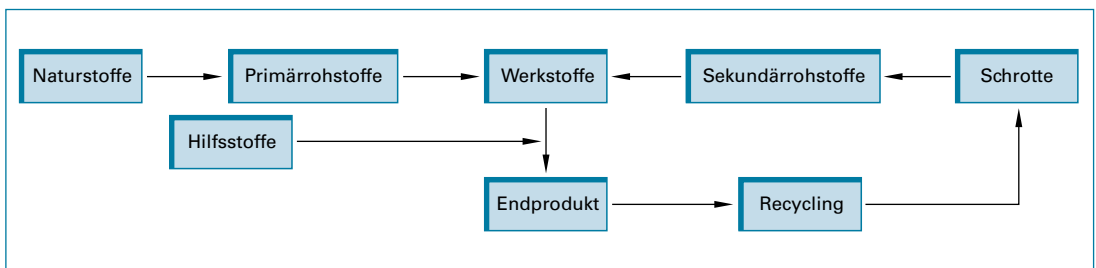 Naturstoffe
Primärrohstoffe
Werkstoffe
Sekundärrohstoffe
Schrotte
Hilfsstoffe
Endprodukt
Recycling